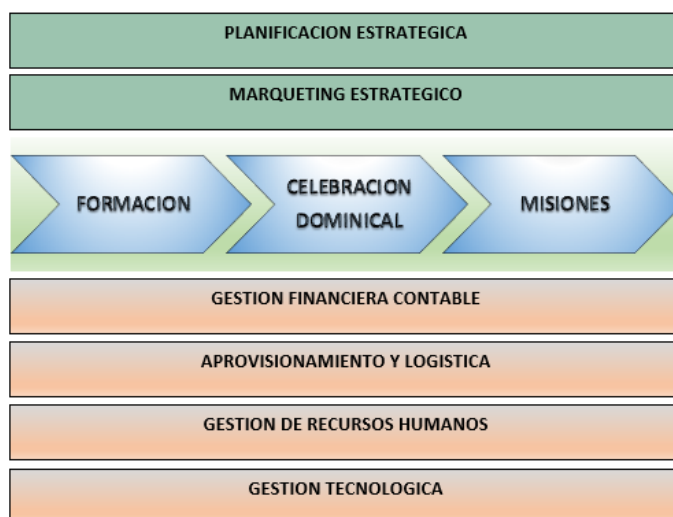 PLANIFICACION ESTRATEGICA
MARQUETING ESTRATEGICO
FORMACION
CELEBRACION
DOMINICAL
MISIONES
GESTION FINANCIERA CONTABLE
APROVISIONAMIENTO Y LOGISTICA
GESTION DE RECURSOS HUMANOS
GESTION TECNOLOGICA